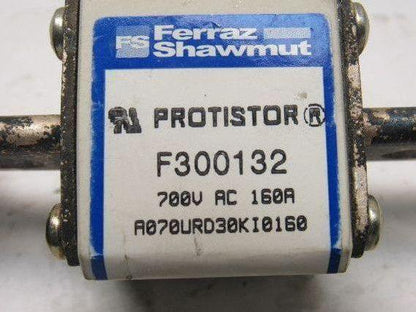 FS Ferraz
Shawmut
PROTISTOR®
F300132
700V AC 160A
A070URD30KI0160